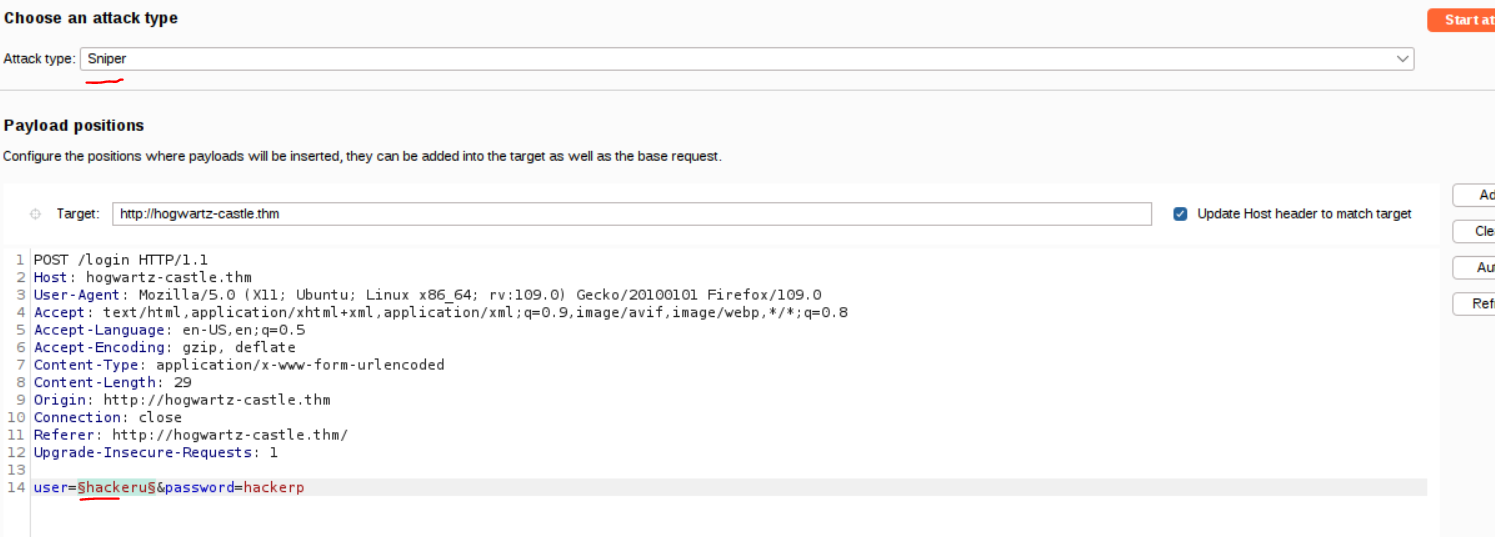 Choose an attack type
Start at
Attack type: Sniper
Payload positions
Configure the positions where payloads will be inserted, they can be added into the target as well as the base request.
Target: http://hogwartz-castle.thm
Update Host header to match target
Ad
Cle
Au
Refr
1 POST /login HTTP/1.1
2 Host: hogwartz-castle.thm
3 User-Agent: Mozilla/5.0 (X11; Ubuntu; Linux x86_64; rv:109.0) Gecko/20100101 Firefox/109.0
4 Accept: text/html,application/xhtml+xml,application/xml;q=0.9,image/avif,image/webp,*/*;q=0.8
5 Accept-Language: en-US,en;q=0.5
6 Accept-Encoding: gzip, deflate
7 Content-Type: application/x-www-form-urlencoded
8 Content-Length: 29
9 Origin: http://hogwartz-castle.thm
10 Connection: close
11 Referer: http://hogwartz-castle.thm/
12 Upgrade-Insecure-Requests: 1
13
14 user=§hackeru§&password=hackerp